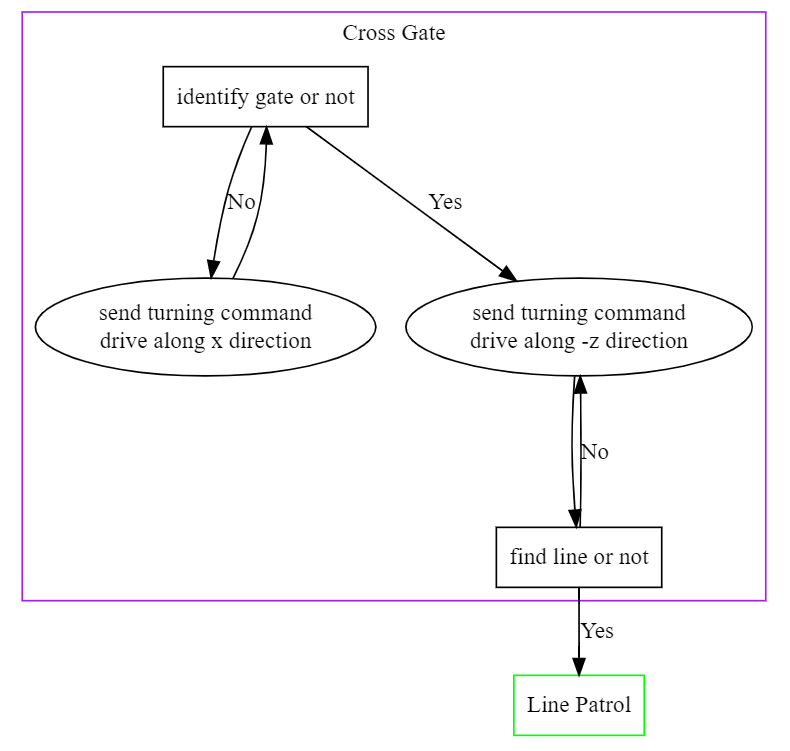 Cross Gate
identify gate or not
No
Yes
send turning command
drive along x direction
send turning command
drive along -z direction
No
find line or not
Yes
Line Patrol